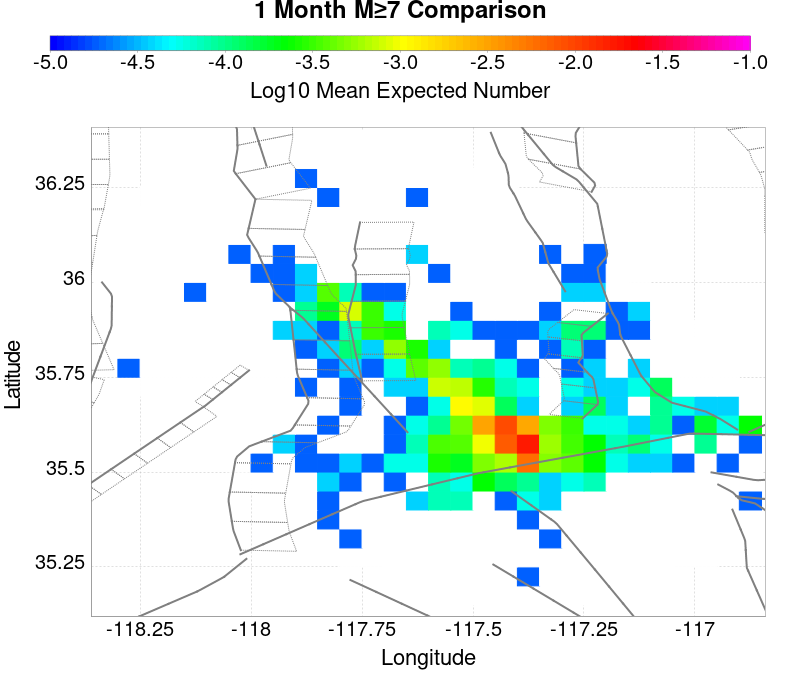 1 Month M≥7 Comparison
-5.0 -4.5 -4.0 -3.5 -3.0 -2.5 -2.0 -1.5 -1.0
Log10 Mean Expected Number
36.25
36
35.75
35.5
35.25
Latitude
-118.25 -118 -117.75 -117.5 -117.25 -117
Longitude